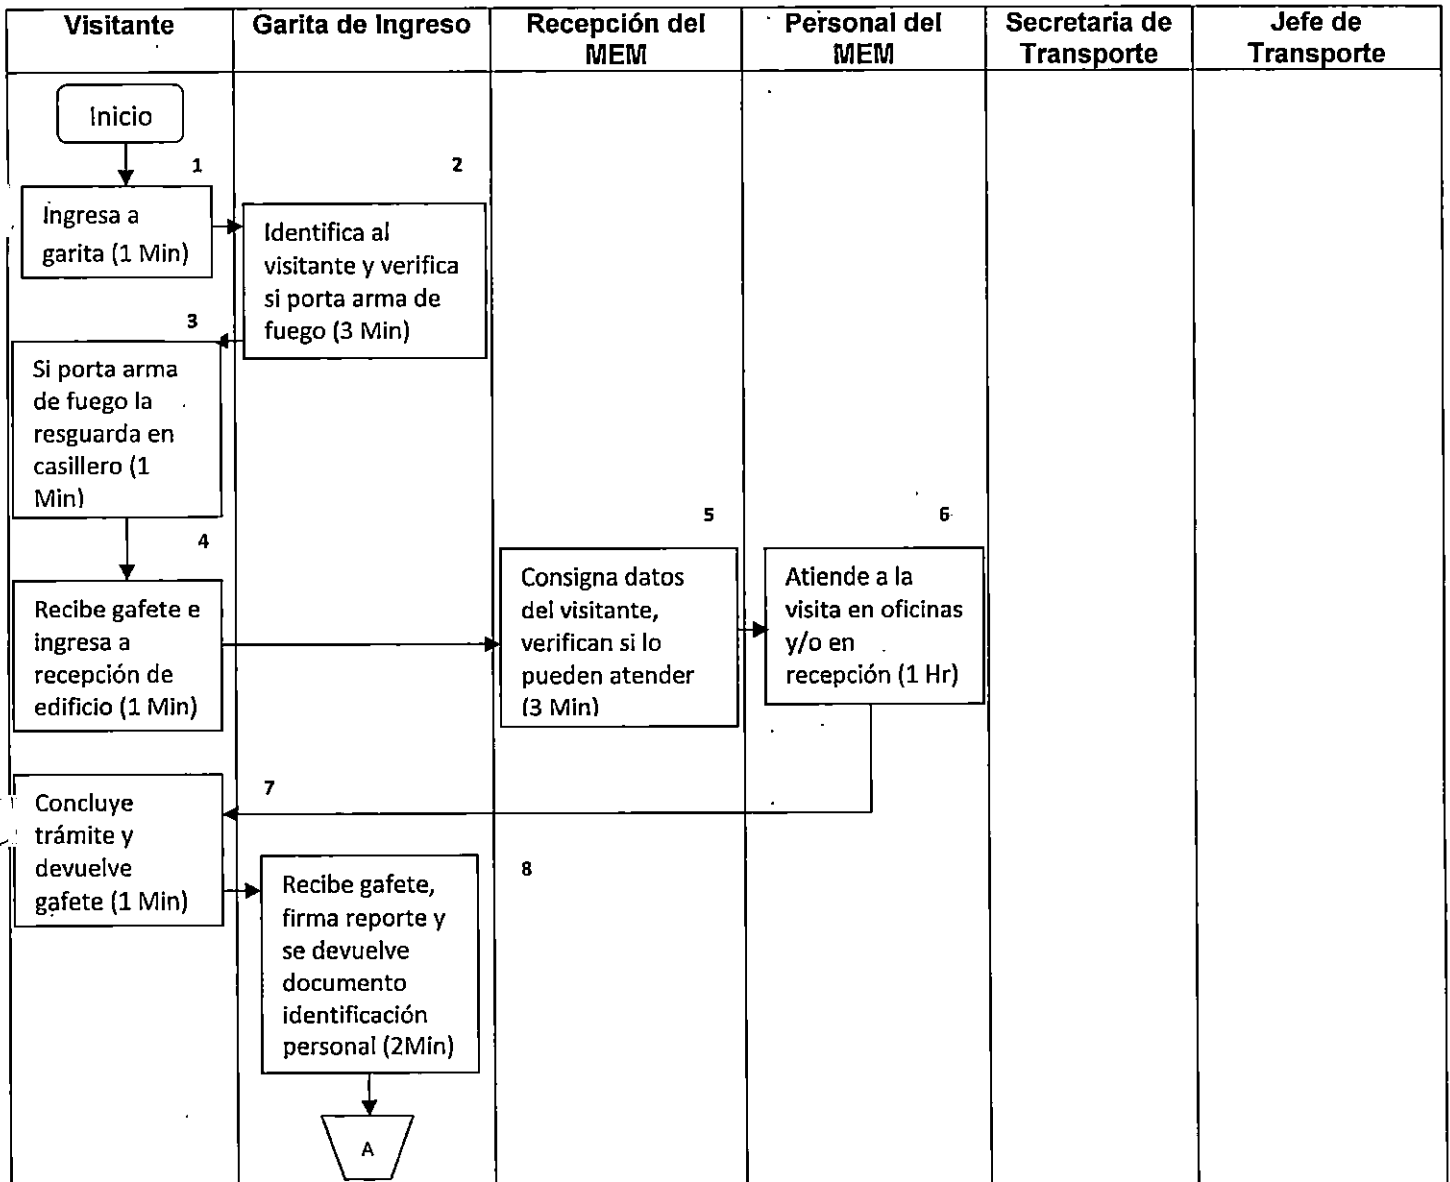 Visitante
Garita de Ingreso
Recepción del
MEM
Personal del
MEM
Secretaria de
Transporte
Jefe de
Transporte
Inicio
1
Ingresa a
garita (1 Min)
2
Identifica al
visitante y verifica
si porta arma de
fuego (3 Min)
3
Si porta arma
de fuego la
resguarda en
casillero (1
Min)
4
Recibe gafete e
ingresa a
recepción de
edificio (1 Min)
5
Consigna datos
del visitante,
verifican si lo
pueden atender
(3 Min)
6
Atiende a la
visita en oficinas
y/o en
recepción (1 Hr)
7
Concluye
trámite y
devuelve
gafete (1 Min)
8
Recibe gafete,
firma reporte y
se devuelve
documento
identificación
personal (2Min)
A